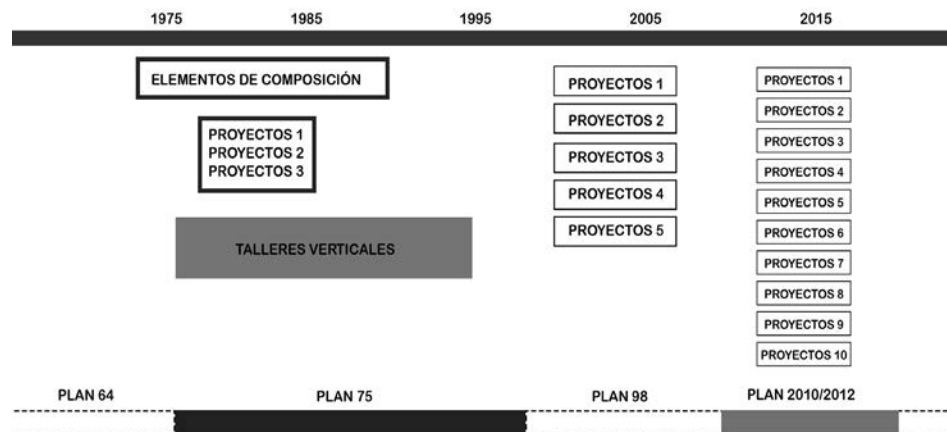 1975 1985 1995 2005 2015
ELEMENTOS DE COMPOSICIÓN
PROYECTOS 1
PROYECTOS 2
PROYECTOS 3
TALLERES VERTICALES
PROYECTOS 1
PROYECTOS 2
PROYECTOS 3
PROYECTOS 4
PROYECTOS 5
PROYECTOS 1
PROYECTOS 2
PROYECTOS 3
PROYECTOS 4
PROYECTOS 5
PROYECTOS 6
PROYECTOS 7
PROYECTOS 8
PROYECTOS 9
PROYECTOS 10
PLAN 64 PLAN 75 PLAN 98 PLAN 2010/2012